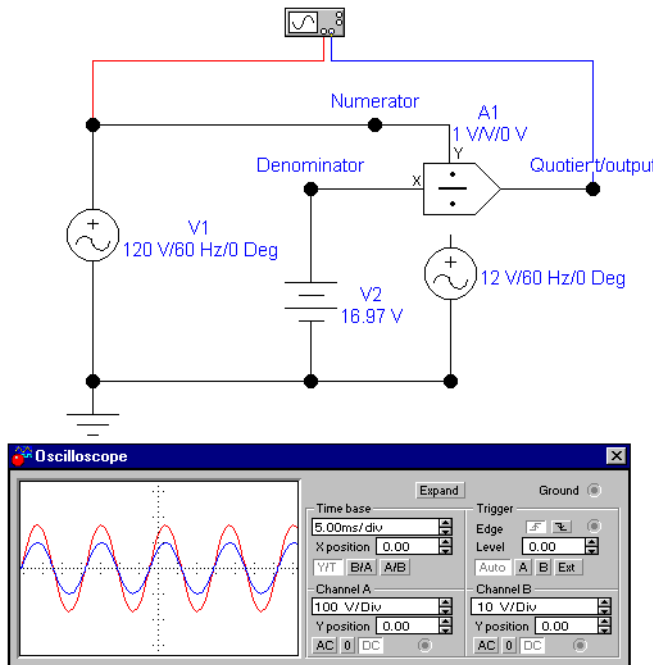 Numerator
A1
1 V/V/0 V
Y
Denominator
X
Quotient/output
V1
120 V/60 Hz/0 Deg
12 V/60 Hz/0 Deg
V2
16.97 V
Oscilloscope
Expand
Ground
Time base
5.00ms/div
X position 0.00
Y/T B/A A/B
Trigger
Edge
Level 0.00
Auto A B Ext
Channel A
100 V/Div
Y position 0.00
AC 0 DC
Channel B
10 V/Div
Y position 0.00
AC 0 DC